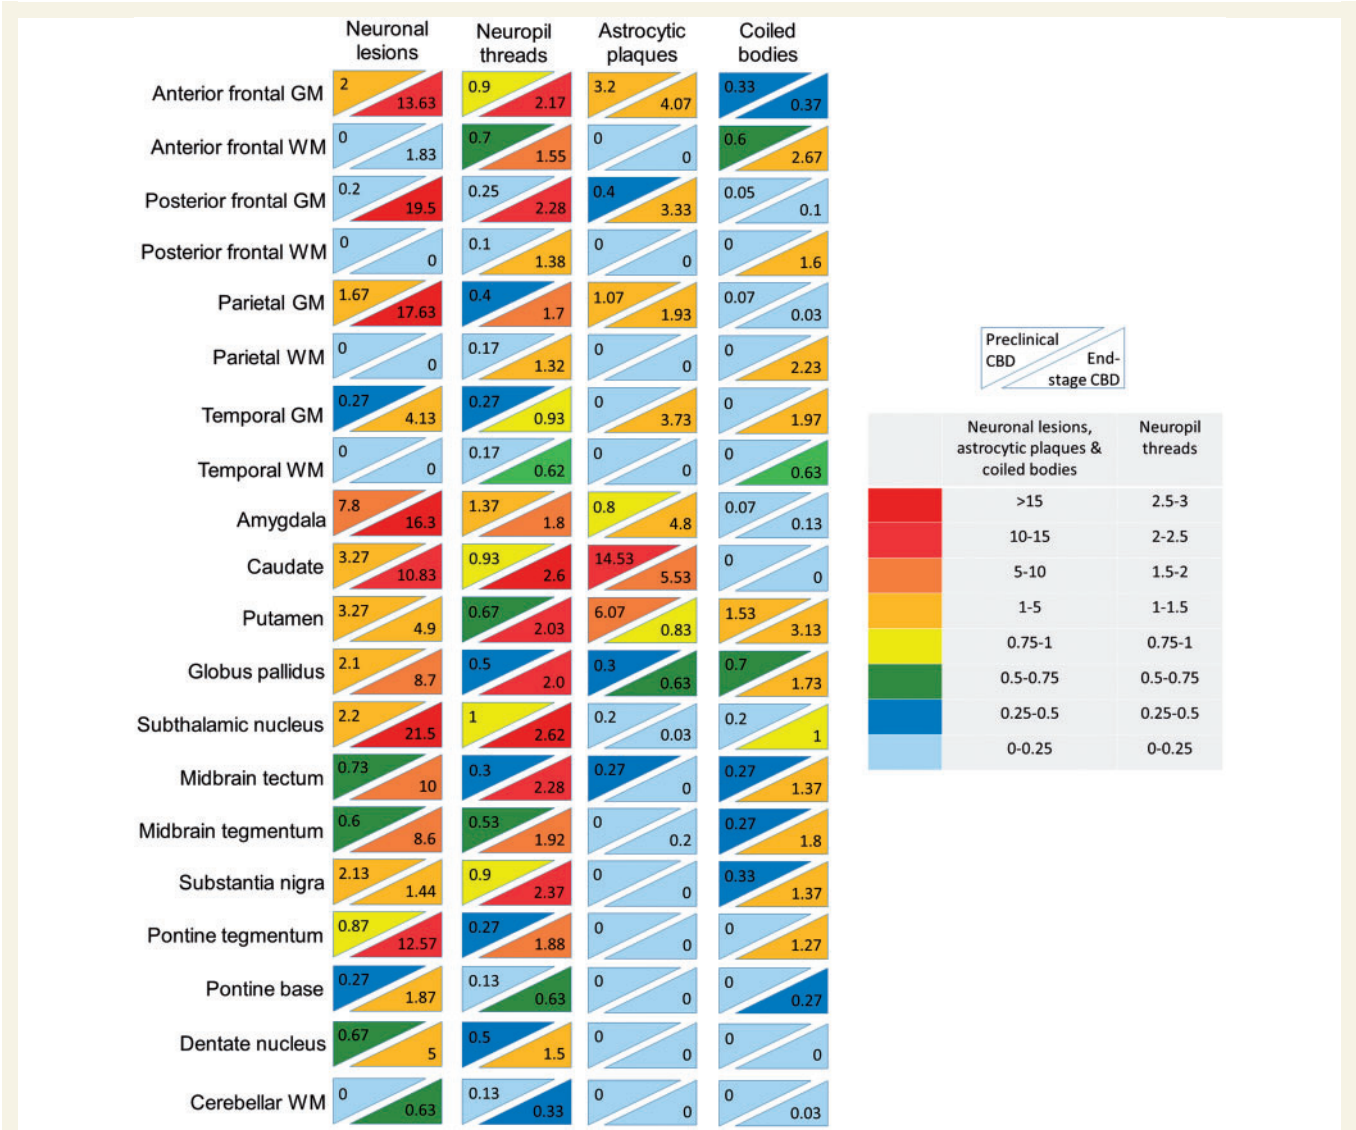 Neuronal lesions Neuropil threads Astrocytic plaques Coiled bodies
Anterior frontal GM 2 13.63 0.9 2.17 3.2 4.07 0.33 0.37
Anterior frontal WM 0 1.83 0.7 1.55 0 0 0.6 2.67
Posterior frontal GM 0.2 19.5 0.25 2.28 0.4 3.33 0.05 0.1
Posterior frontal WM 0 0 0.1 1.38 0 0 0 1.6
Parietal GM 1.67 17.63 0.4 1.7 1.07 1.93 0.07 0.03
Parietal WM 0 0 0.17 1.32 0 0 0 2.23
Temporal GM 0.27 4.13 0.27 0.93 0 3.73 0 1.97
Temporal WM 0 0 0.17 0.62 0 0 0 0.63
Amygdala 7.8 16.3 1.37 1.8 0.8 4.8 0.07 0.13
Caudate 3.27 10.83 0.93 2.6 14.53 5.53 0 0
Putamen 3.27 4.9 0.67 2.03 6.07 0.83 1.53 3.13
Globus pallidus 2.1 8.7 0.5 2.0 0.3 0.63 0.7 1.73
Subthalamic nucleus 2.2 21.5 1 2.62 0.2 0.03 0.2 1
Midbrain tectum 0.73 10 0.3 2.28 0.27 0 0.27 1.37
Midbrain tegmentum 0.6 8.6 0.53 1.92 0 0.2 0.27 1.8
Substantia nigra 2.13 1.44 0.9 2.37 0 0 0.33 1.37
Pontine tegmentum 0.87 12.57 0.27 1.88 0 0 0 1.27
Pontine base 0.27 1.87 0.13 0.63 0 0 0 0.27
Dentate nucleus 0.67 5 0.5 1.5 0 0 0 0
Cerebellar WM 0 0.63 0.13 0.33 0 0 0 0.03
Preclinical
CBD
End-
stage CBD
Neuronal lesions, Neuropil
astrocytic plaques & threads
coiled bodies
>15 2.5-3
10-15 2-2.5
5-10 1.5-2
1-5 1-1.5
0.75-1 0.75-1
0.5-0.75 0.5-0.75
0.25-0.5 0.25-0.5
0-0.25 0-0.25